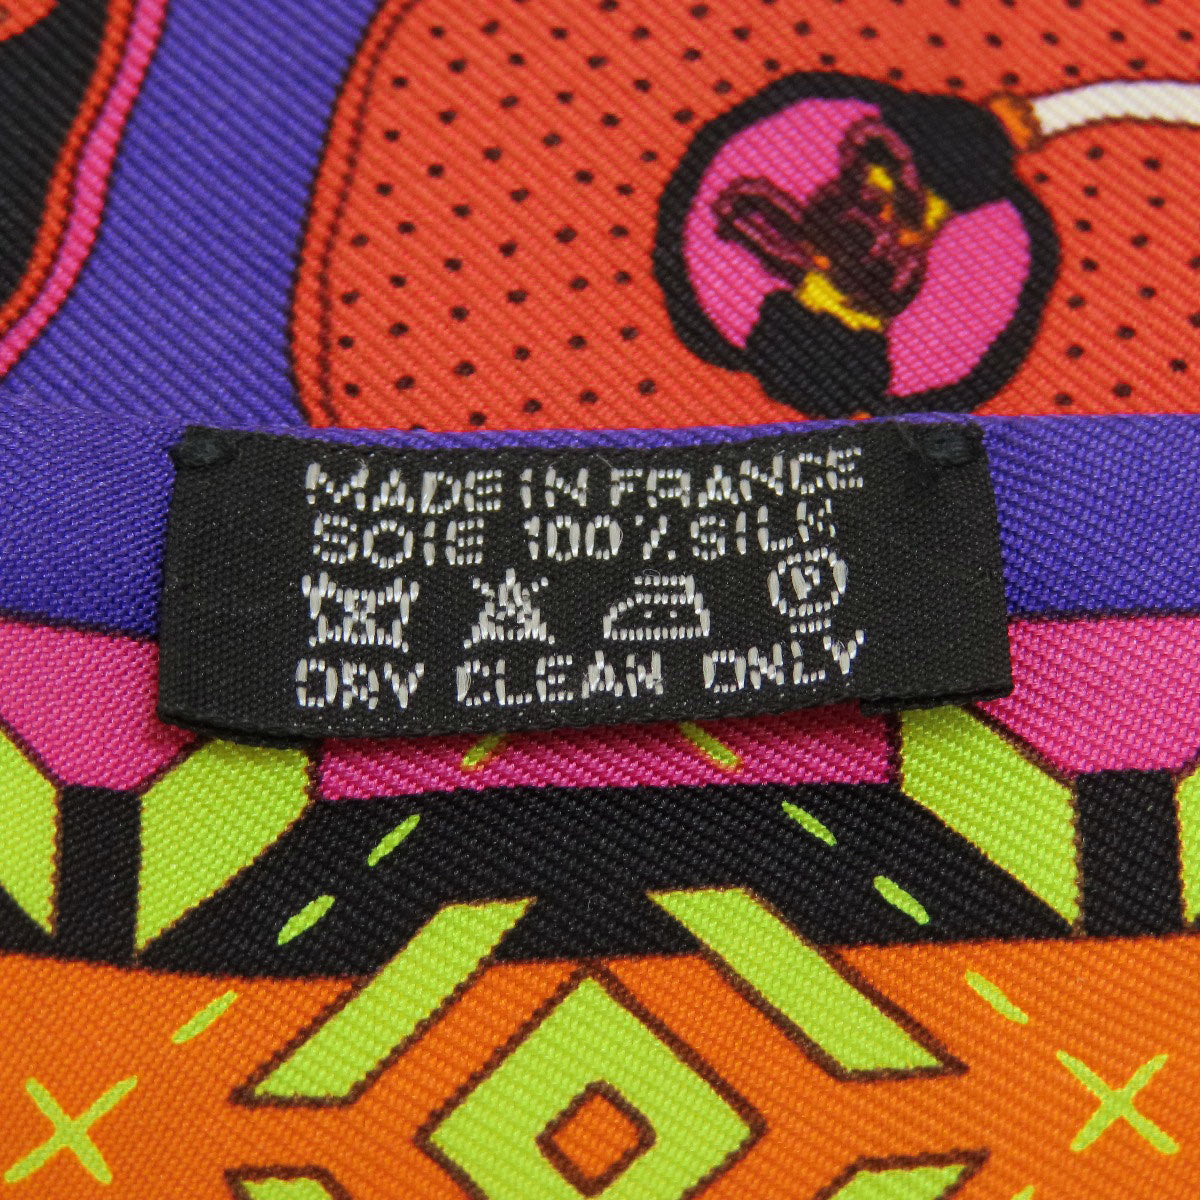 MADE IN FRANCE
SOIE 100% SILK
P
DRY CLEAN ONLY